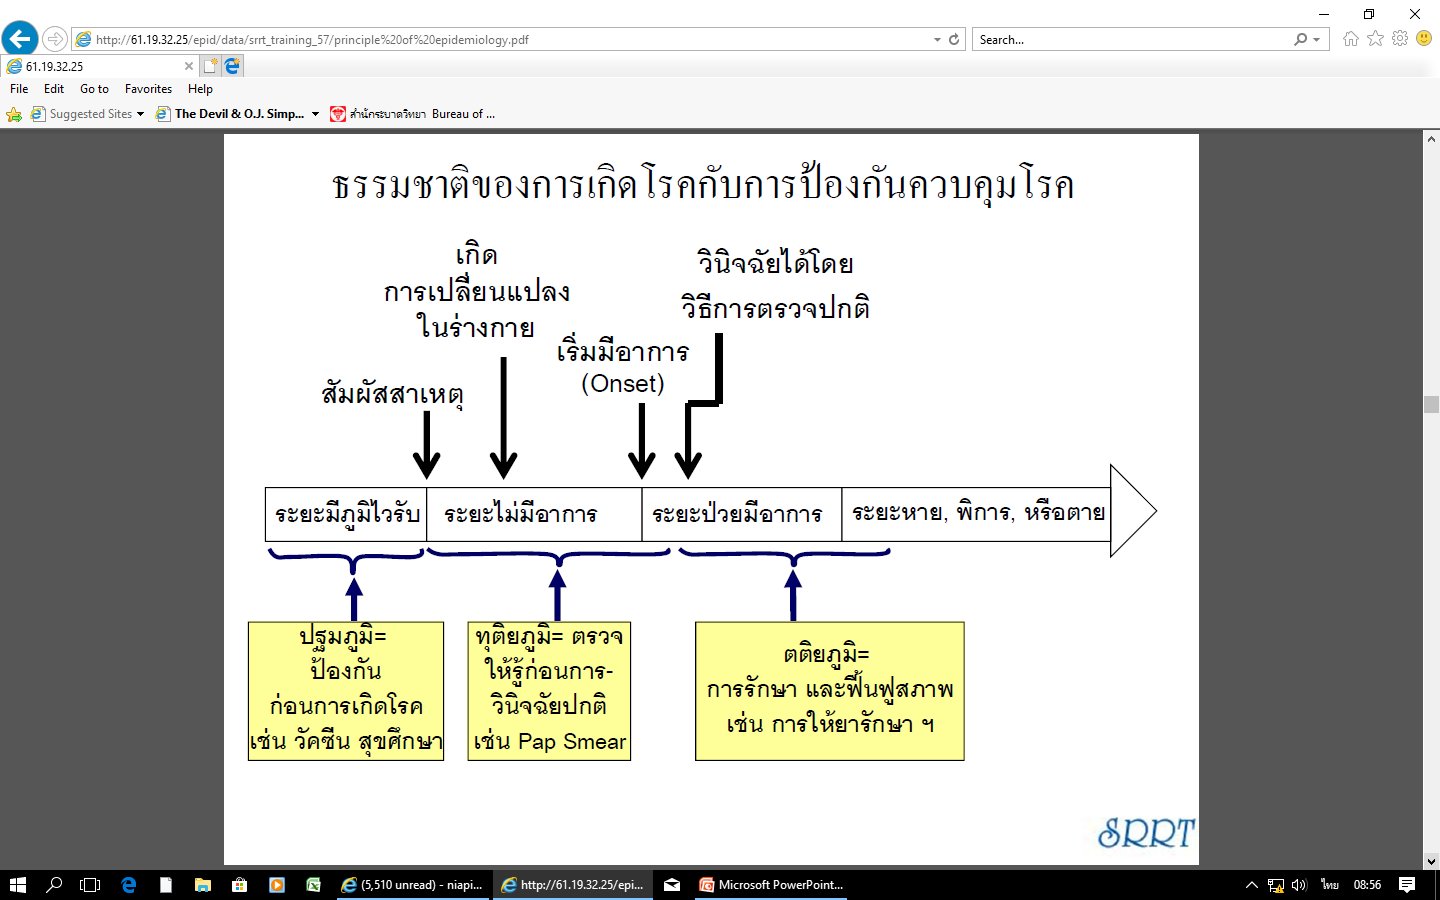 http://61.19.32.25/epid/data/srrt_training_57/principle%20of%20epidemiology.pdf
Search...
61.19.32.25
File Edit Go to Favorites Help
Suggested Sites
The Devil & O.J. Simp...
สำนักระบาดวิทยา Bureau of ...
ธรรมชาติของการเกิดโรคกับการป้องกันควบคุมโรค
เกิด
การเปลี่ยนแปลง
ในร่างกาย
วินิจฉัยได้โดย
วิธีการตรวจปกติ
เริ่มมีอาการ
(Onset)
สัมผัสสาเหตุ
ระยะมีภูมิไวรับ
ระยะไม่มีอาการ
ระยะป่วยมีอาการ
ระยะหาย, พิการ, หรือตาย
ปฐมภูมิ=
ป้องกัน
ก่อนการเกิดโรค
เช่น วัคซีน สุขศึกษา
ทุติยภูมิ= ตรวจ
ให้รู้ก่อนการ-
วินิจฉัยปกติ
เช่น Pap Smear
ตติยภูมิ=
การรักษา และฟื้นฟูสภาพ
เช่น การให้ยารักษา ฯ
SRRT
(5,510 unread) - niapi...
http://61.19.32.25/epi...
Microsoft PowerPoint...
ไทย
08:56